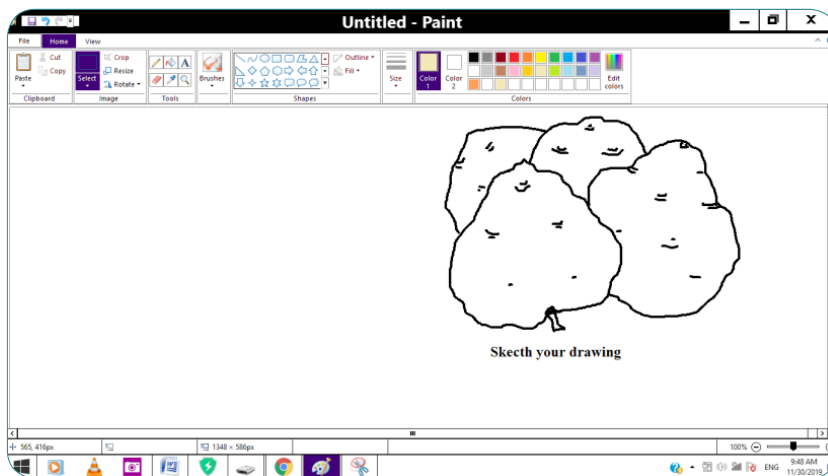 Untitled - Paint
File Home View
Paste
Cut
Copy
Clipboard
Select
Crop
Resize
Rotate
Image
Tools
Brushes
Shapes
Outline
Fill
Size
Color 1
Color 2
Edit colors
Colors
Skecth your drawing
565, 416px
1348 × 586px
100%
ENG
9:48 AM
11/30/2019